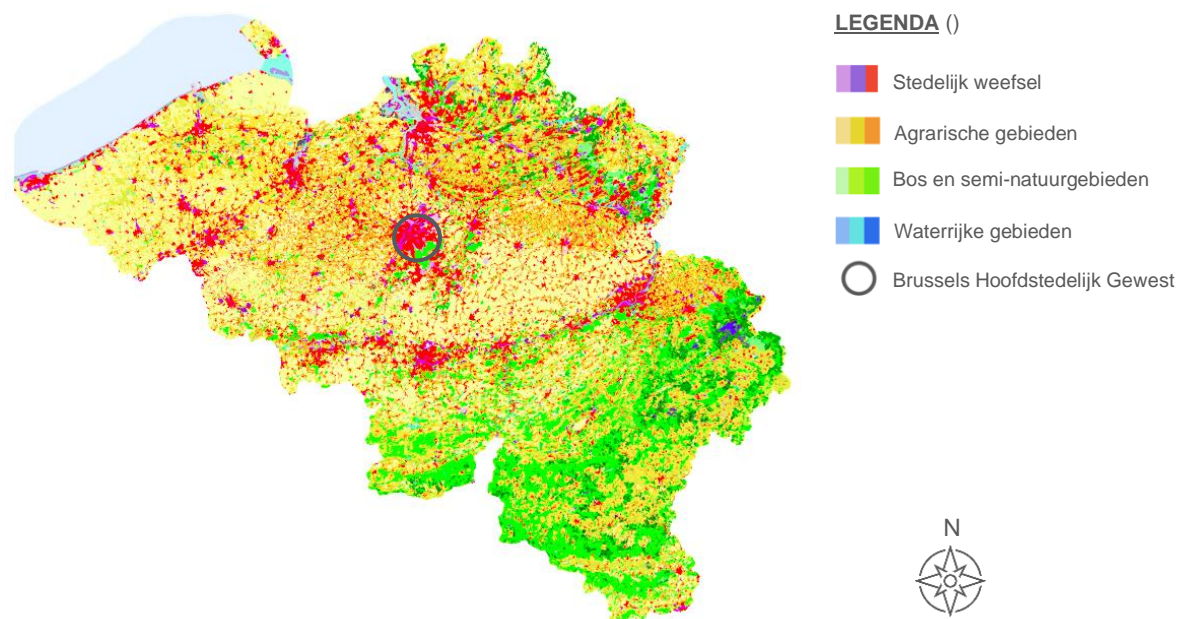 LEGENDA ()
Stedelijk weefsel
Agrarische gebieden
Bos en semi-natuurgebieden
Waterrijke gebieden
Brussels Hoofdstedelijk Gewest
N